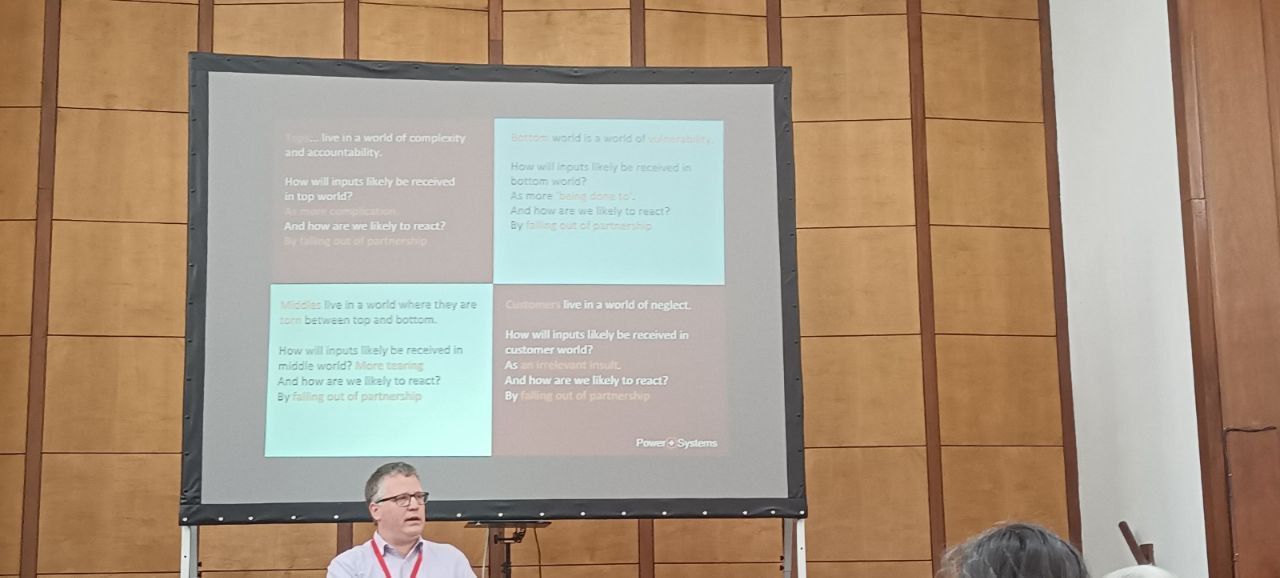 Tops... live in a world of complexity
and accountability.
How will inputs likely be received
in top world?
As more complication.
And how are we likely to react?
By falling out of partnership
Bottom world is a world of vulnerability.
How will inputs likely be received in
bottom world?
As more 'being done to'.
And how are we likely to react?
By falling out of partnership
Middles live in a world where they are
torn between top and bottom.
How will inputs likely be received in
middle world? More tearing
And how are we likely to react?
By falling out of partnership
Customers live in a world of neglect.
How will inputs likely be received in
customer world?
As an irrelevant insult.
And how are we likely to react?
By falling out of partnership
Power+Systems